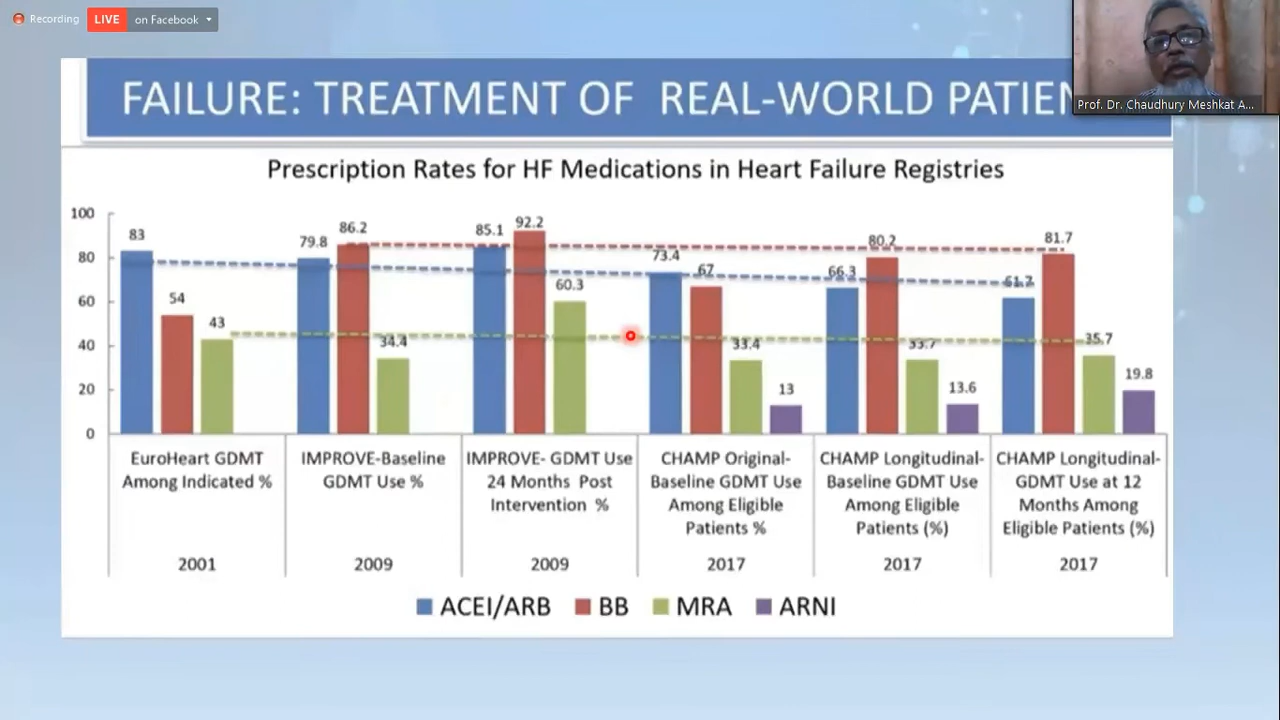 Recording
LIVE on Facebook
FAILURE: TREATMENT OF REAL-WORLD
Prof. Dr. Chaudhury Meshkat A...
Prescription Rates for HF Medications in Heart Failure Registries
100
80
60
40
20
0
83
54
43
79.8
86.2
34.4
85.1
92.2
60.3
73.4
67
33.4
13
66.3
80.2
33.7
13.6
61.7
81.7
35.7
19.8
EuroHeart GDMT
Among Indicated %
2001
IMPROVE-Baseline
GDMT Use %
2009
IMPROVE- GDMT Use
24 Months Post
Intervention %
2009
CHAMP Original-
Baseline GDMT Use
Among Eligible
Patients %
2017
CHAMP Longitudinal-
Baseline GDMT Use
Among Eligible
Patients (%)
2017
CHAMP Longitudinal-
GDMT Use at 12
Months Among
Eligible Patients (%)
2017
ACEI/ARB BB MRA ARNI